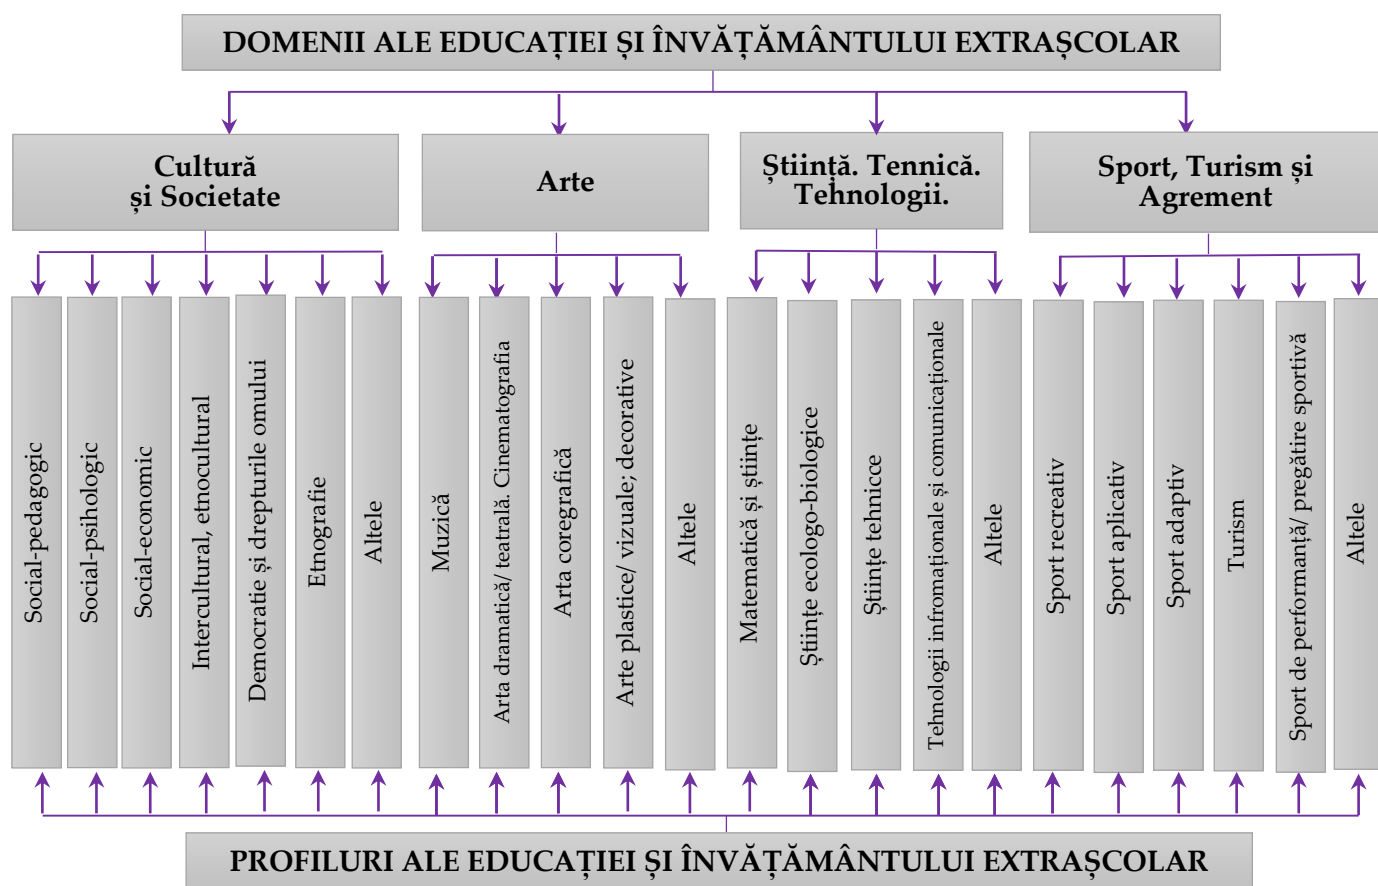 DOMENII ALE EDUCAȚIEI ȘI ÎNVĂȚĂMÂNTULUI EXTRAȘCOLAR
Cultură
și Societate
Arte
Știință. Tennică.
Tehnologii.
Sport, Turism și
Agrement
Social-pedagogic
Social-psihologic
Social-economic
Intercultural, etnocultural
Democratie și drepturile omului
Etnografie
Altele
Muzică
Arta dramatică/ teatrală. Cinematografia
Arta coregrafică
Arte plastice/ vizuale; decorative
Altele
Matematică și științe
Științe ecologo-biologice
Științe tehnicce
Tehnologii infromaționale și comunicaționale
Altele
Sport recreativ
Sport aplicativ
Sport adaptiv
Turism
Sport de performanță/ pregătire sportivă
Altele
PROFILURI ALE EDUCAȚIEI ȘI ÎNVĂȚĂMÂNTULUI EXTRAȘCOLAR